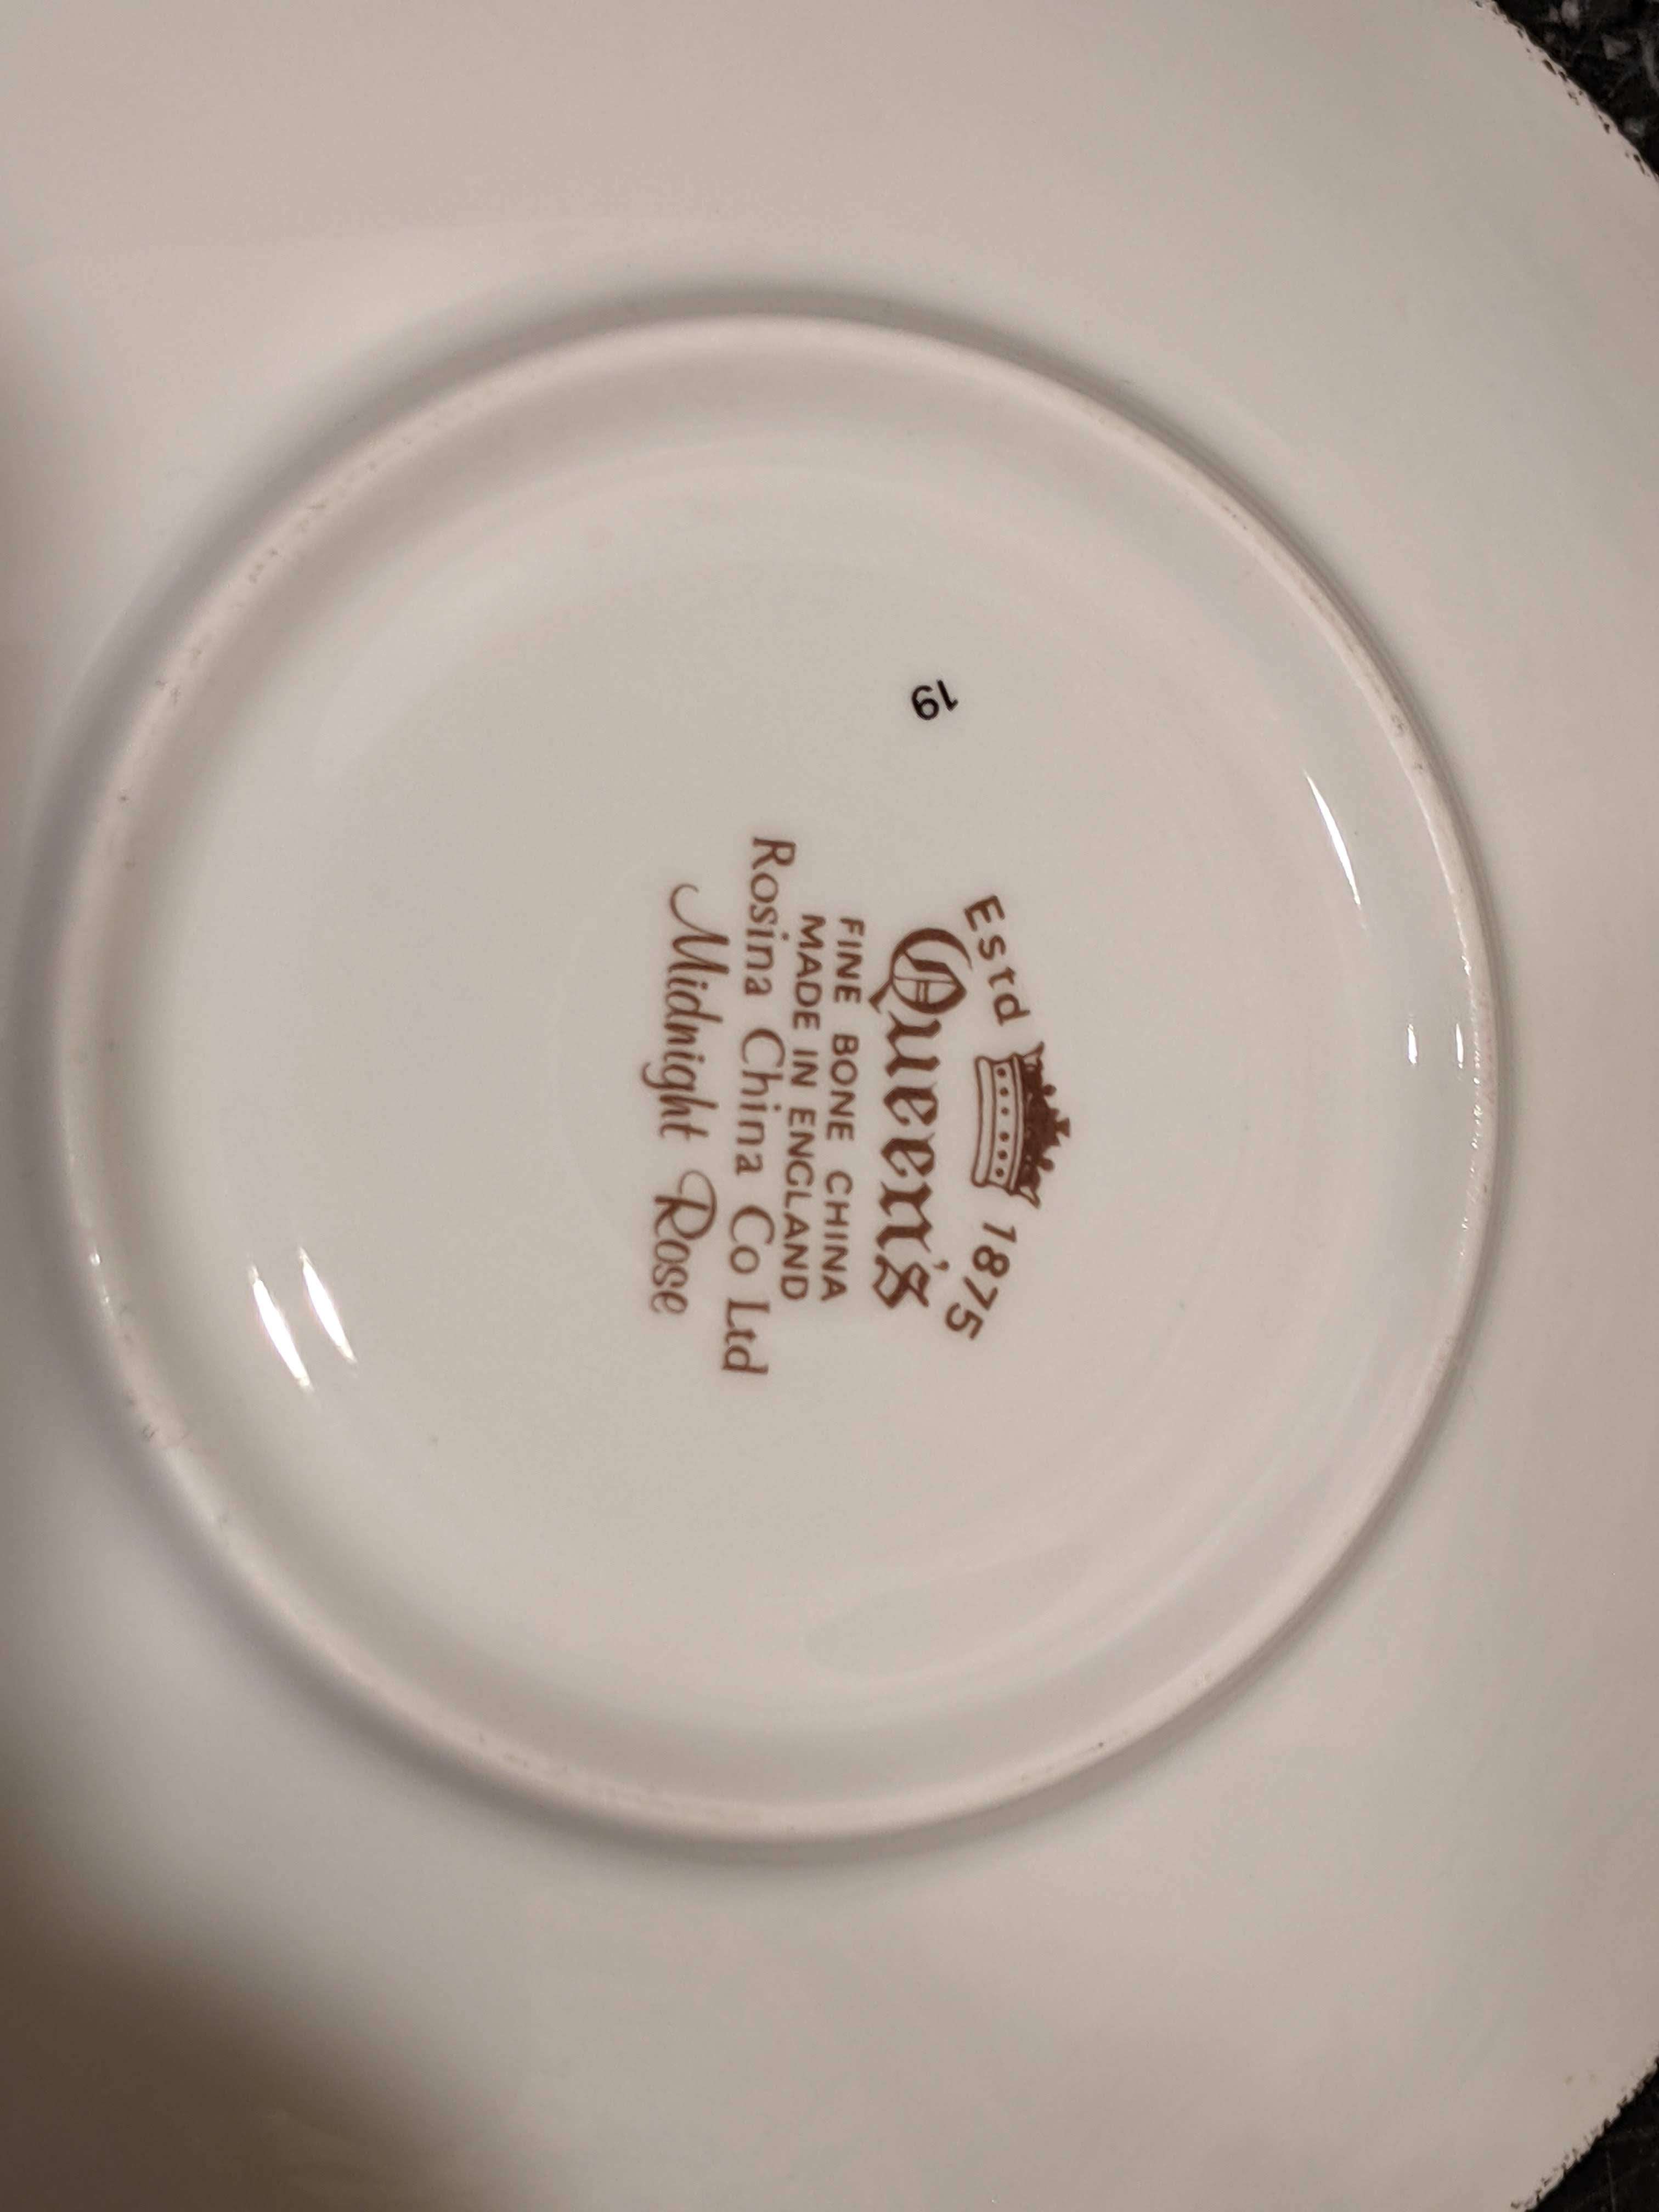 Estd 1875
Queen's
FINE BONE CHINA
MADE IN ENGLAND
Rosina China Co Ltd
Midnight Rose
19